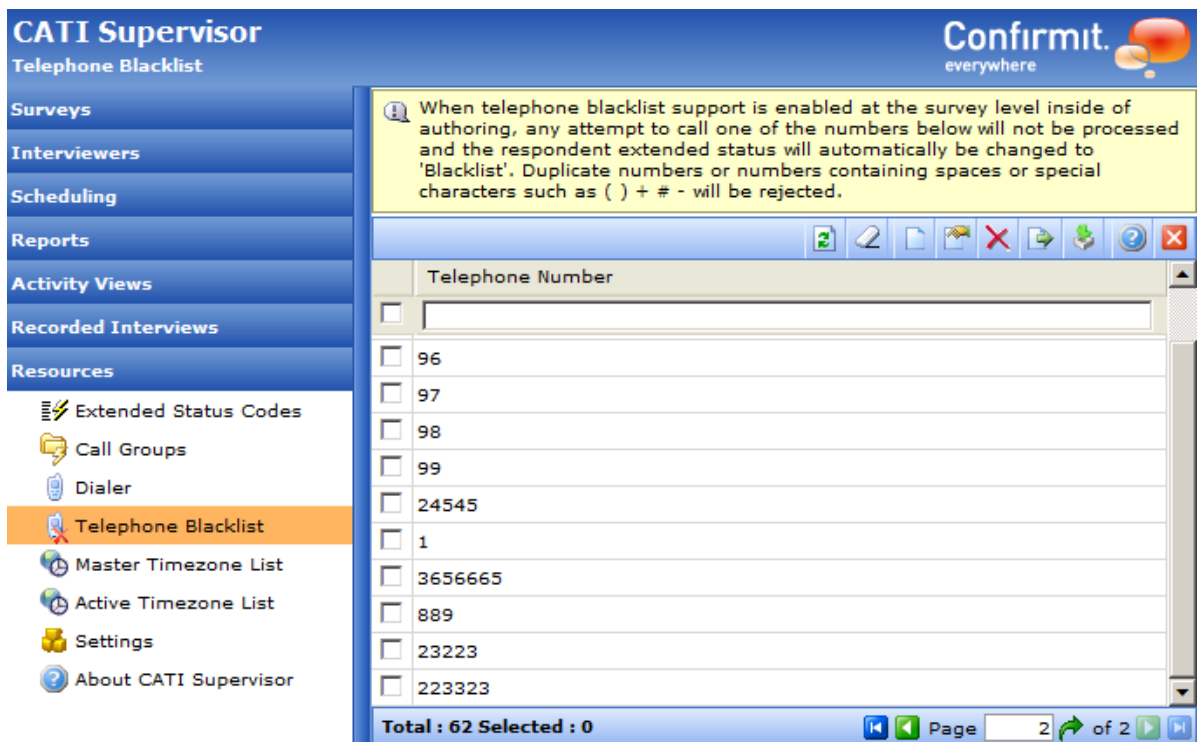 CATI Supervisor
Telephone Blacklist
Confirmit.
everywhere
Surveys
Interviewers
Scheduling
Reports
Activity Views
Recorded Interviews
Resources
Extended Status Codes
Call Groups
Dialer
Telephone Blacklist
Master Timezone List
Active Timezone List
Settings
About CATI Supervisor
When telephone blacklist support is enabled at the survey level inside of
authoring, any attempt to call one of the numbers below will not be processed
and the respondent extended status will automatically be changed to
'Blacklist'. Duplicate numbers or numbers containing spaces or special
characters such as ( ) + # - will be rejected.
Telephone Number
96
97
98
99
24545
1
3656665
889
23223
223323
Total : 62 Selected : 0
Page 2 of 2